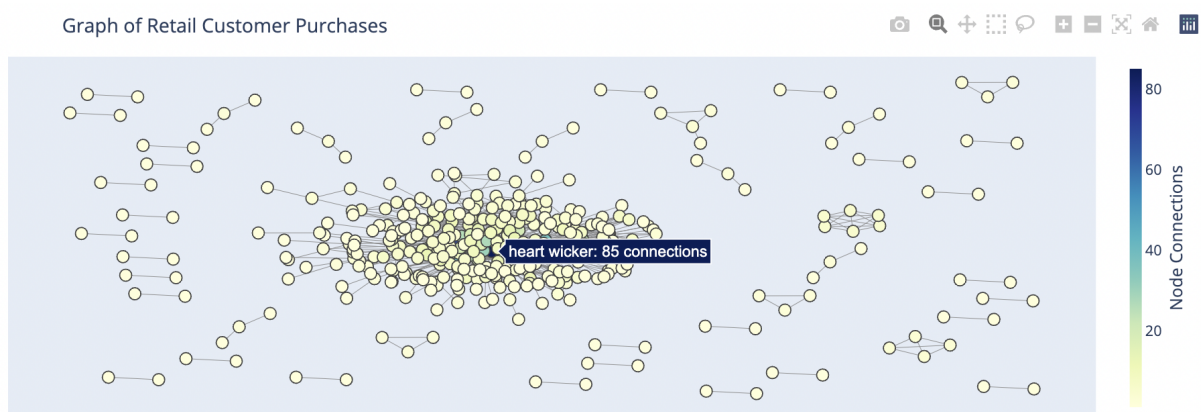 Graph of Retail Customer Purchases
80
60
heart wicker: 85 connections
40
20
Node Connections